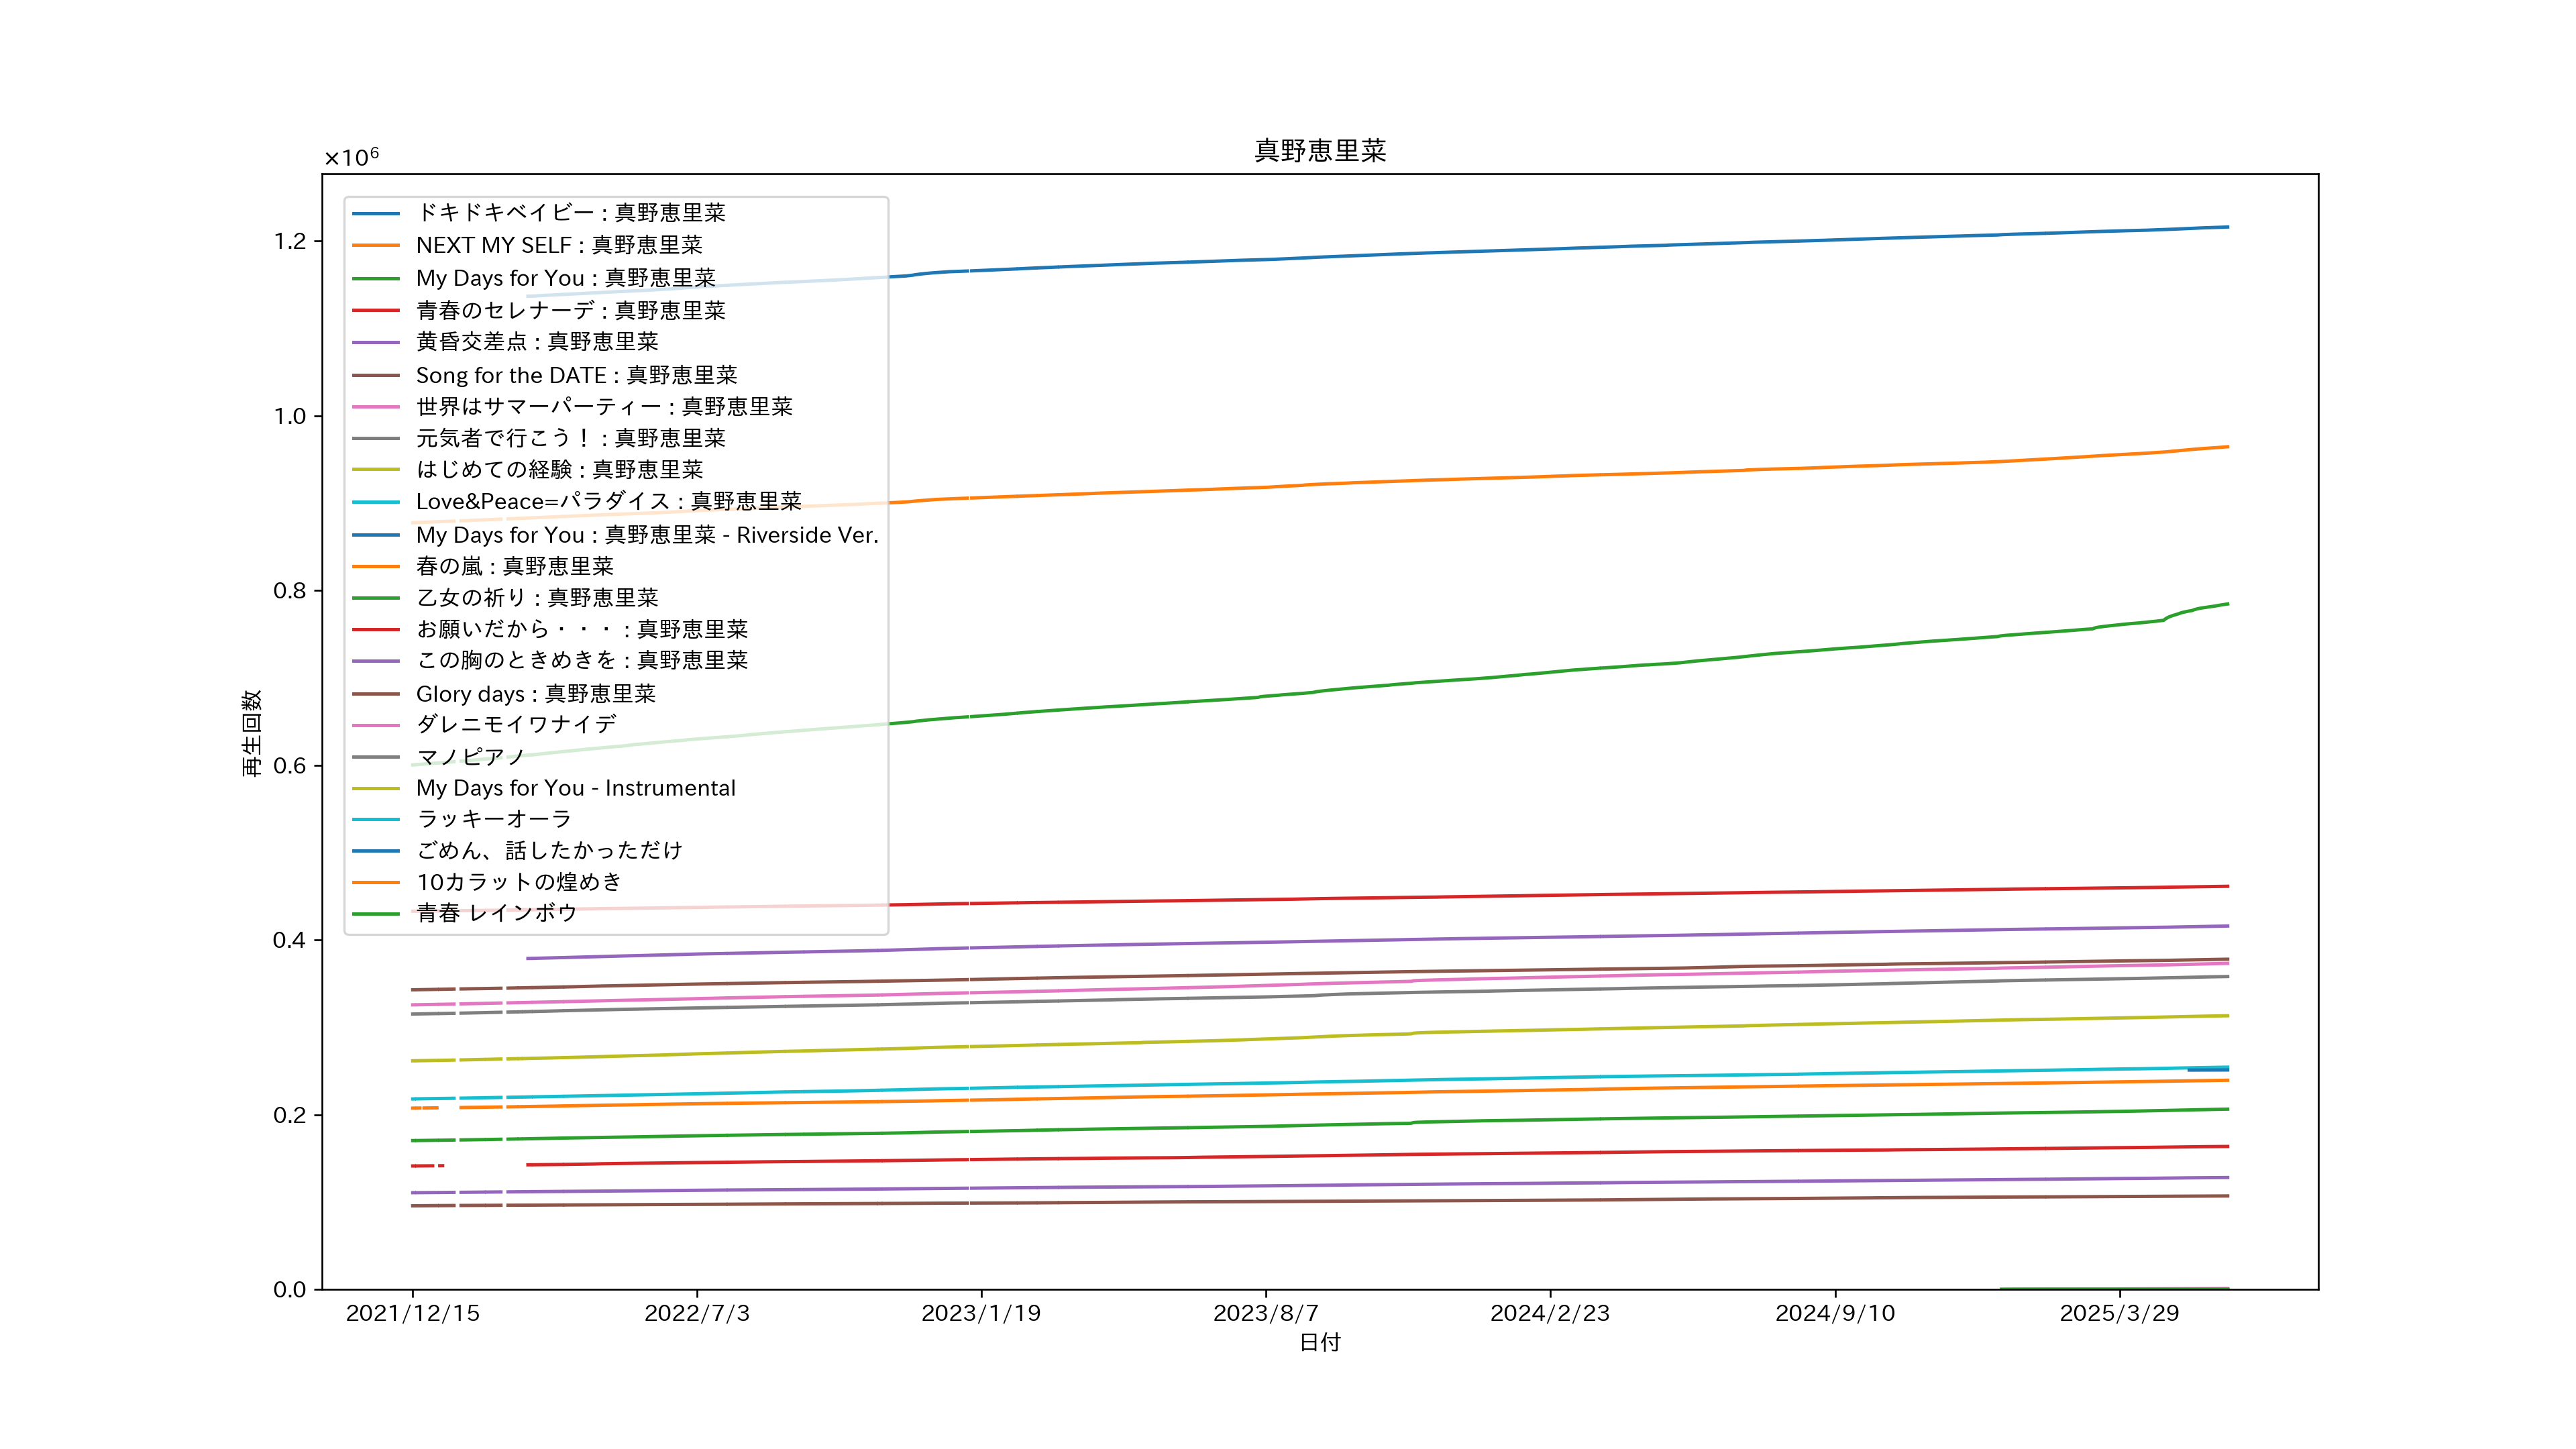 真野恵里菜
×10⁶
1.2
1.0
0.8
0.6
0.4
0.2
0.0
再生回数
ドキドキベイビー : 真野恵里菜
NEXT MY SELF : 真野恵里菜
My Days for You : 真野恵里菜
青春のセレナーデ : 真野恵里菜
黄昏交差点 : 真野恵里菜
Song for the DATE : 真野恵里菜
世界はサマーパーティー : 真野恵里菜
元気者で行こう! : 真野恵里菜
はじめての経験 : 真野恵里菜
Love&Peace=パラダイス : 真野恵里菜
My Days for You : 真野恵里菜 - Riverside Ver.
春の嵐 : 真野恵里菜
乙女の祈り : 真野恵里菜
お願いだから・・・ : 真野恵里菜
この胸のときめきを : 真野恵里菜
Glory days : 真野恵里菜
ダレニモイワナイデ
マノピアノ
My Days for You - Instrumental
ラッキーオーラ
ごめん、話したかっただけ
10カラットの煌めき
青春 レインボウ
2021/12/15
2022/7/3
2023/1/19
2023/8/7
2024/2/23
2024/9/10
2025/3/29
日付